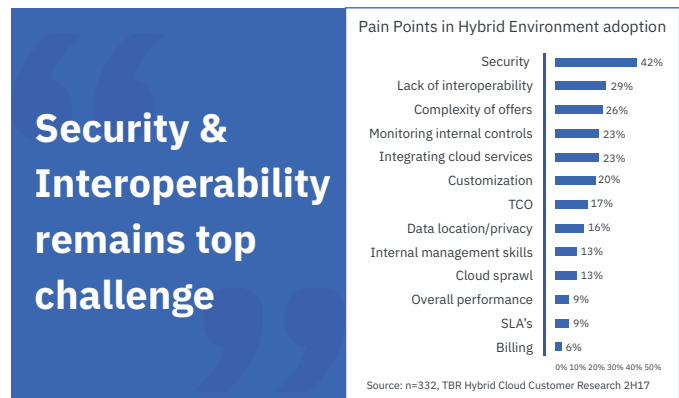 Security &
Interoperability
remains top
challenge
Pain Points in Hybrid Environment adoption
Security 42%
Lack of interoperability 29%
Complexity of offers 26%
Monitoring internal controls 23%
Integrating cloud services 23%
Customization 20%
TCO 17%
Data location/privacy 16%
Internal management skills 13%
Cloud sprawl 13%
Overall performance 9%
SLA’s 9%
Billing 6%
0% 10% 20% 30% 40% 50%
Source: n=332, TBR Hybrid Cloud Customer Research 2H17